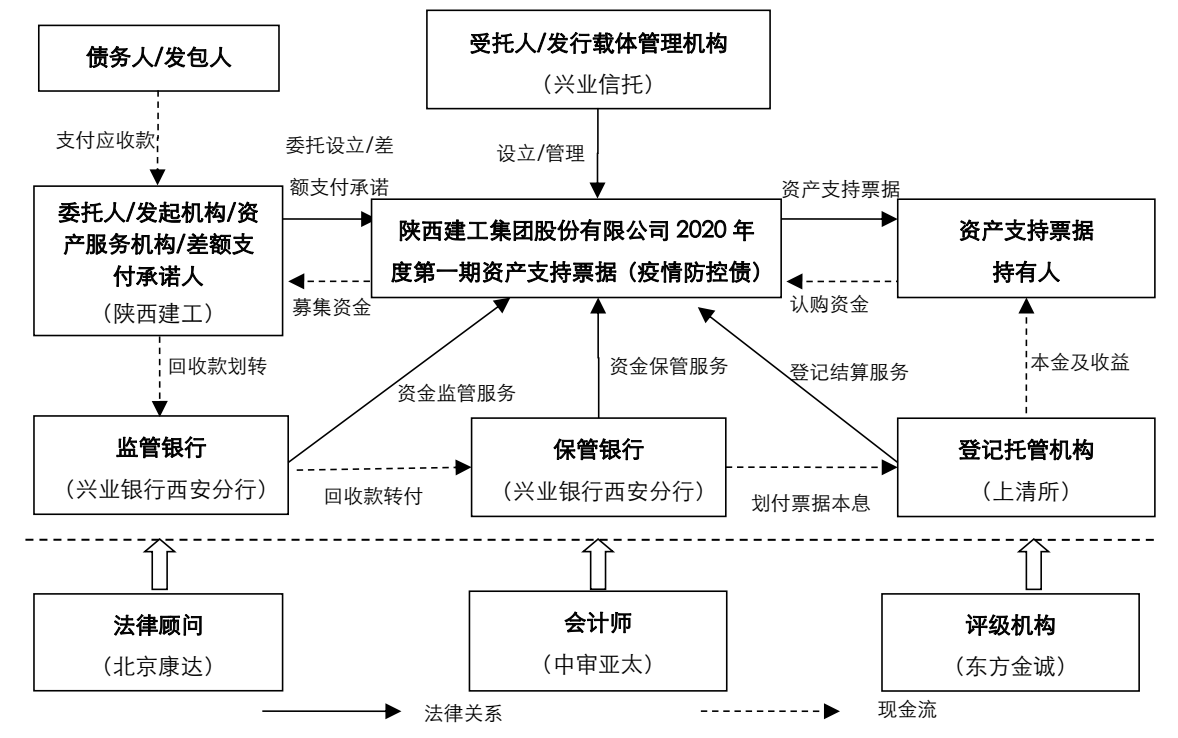 债务人/发包人
受托人/发行载体管理机构
（兴业信托）
支付应收款
委托设立/差
额支付承诺
设立/管理
资产支持票据
委托人/发起机构/资
产服务机构/差额支
付承诺人
（陕西建工）
陕西建工集团股份有限公司 2020 年
度第一期资产支持票据（疫情防控债）
资产支持票据
持有人
募集资金
认购资金
回收款划转
资金监管服务
资金保管服务
登记结算服务
本金及收益
监管银行
（兴业银行西安分行）
回收款转付
保管银行
（兴业银行西安分行）
划付票据本息
登记托管机构
（上清所）
法律顾问
（北京康达）
会计师
（中审亚太）
评级机构
（东方金诚）
法律关系
现金流